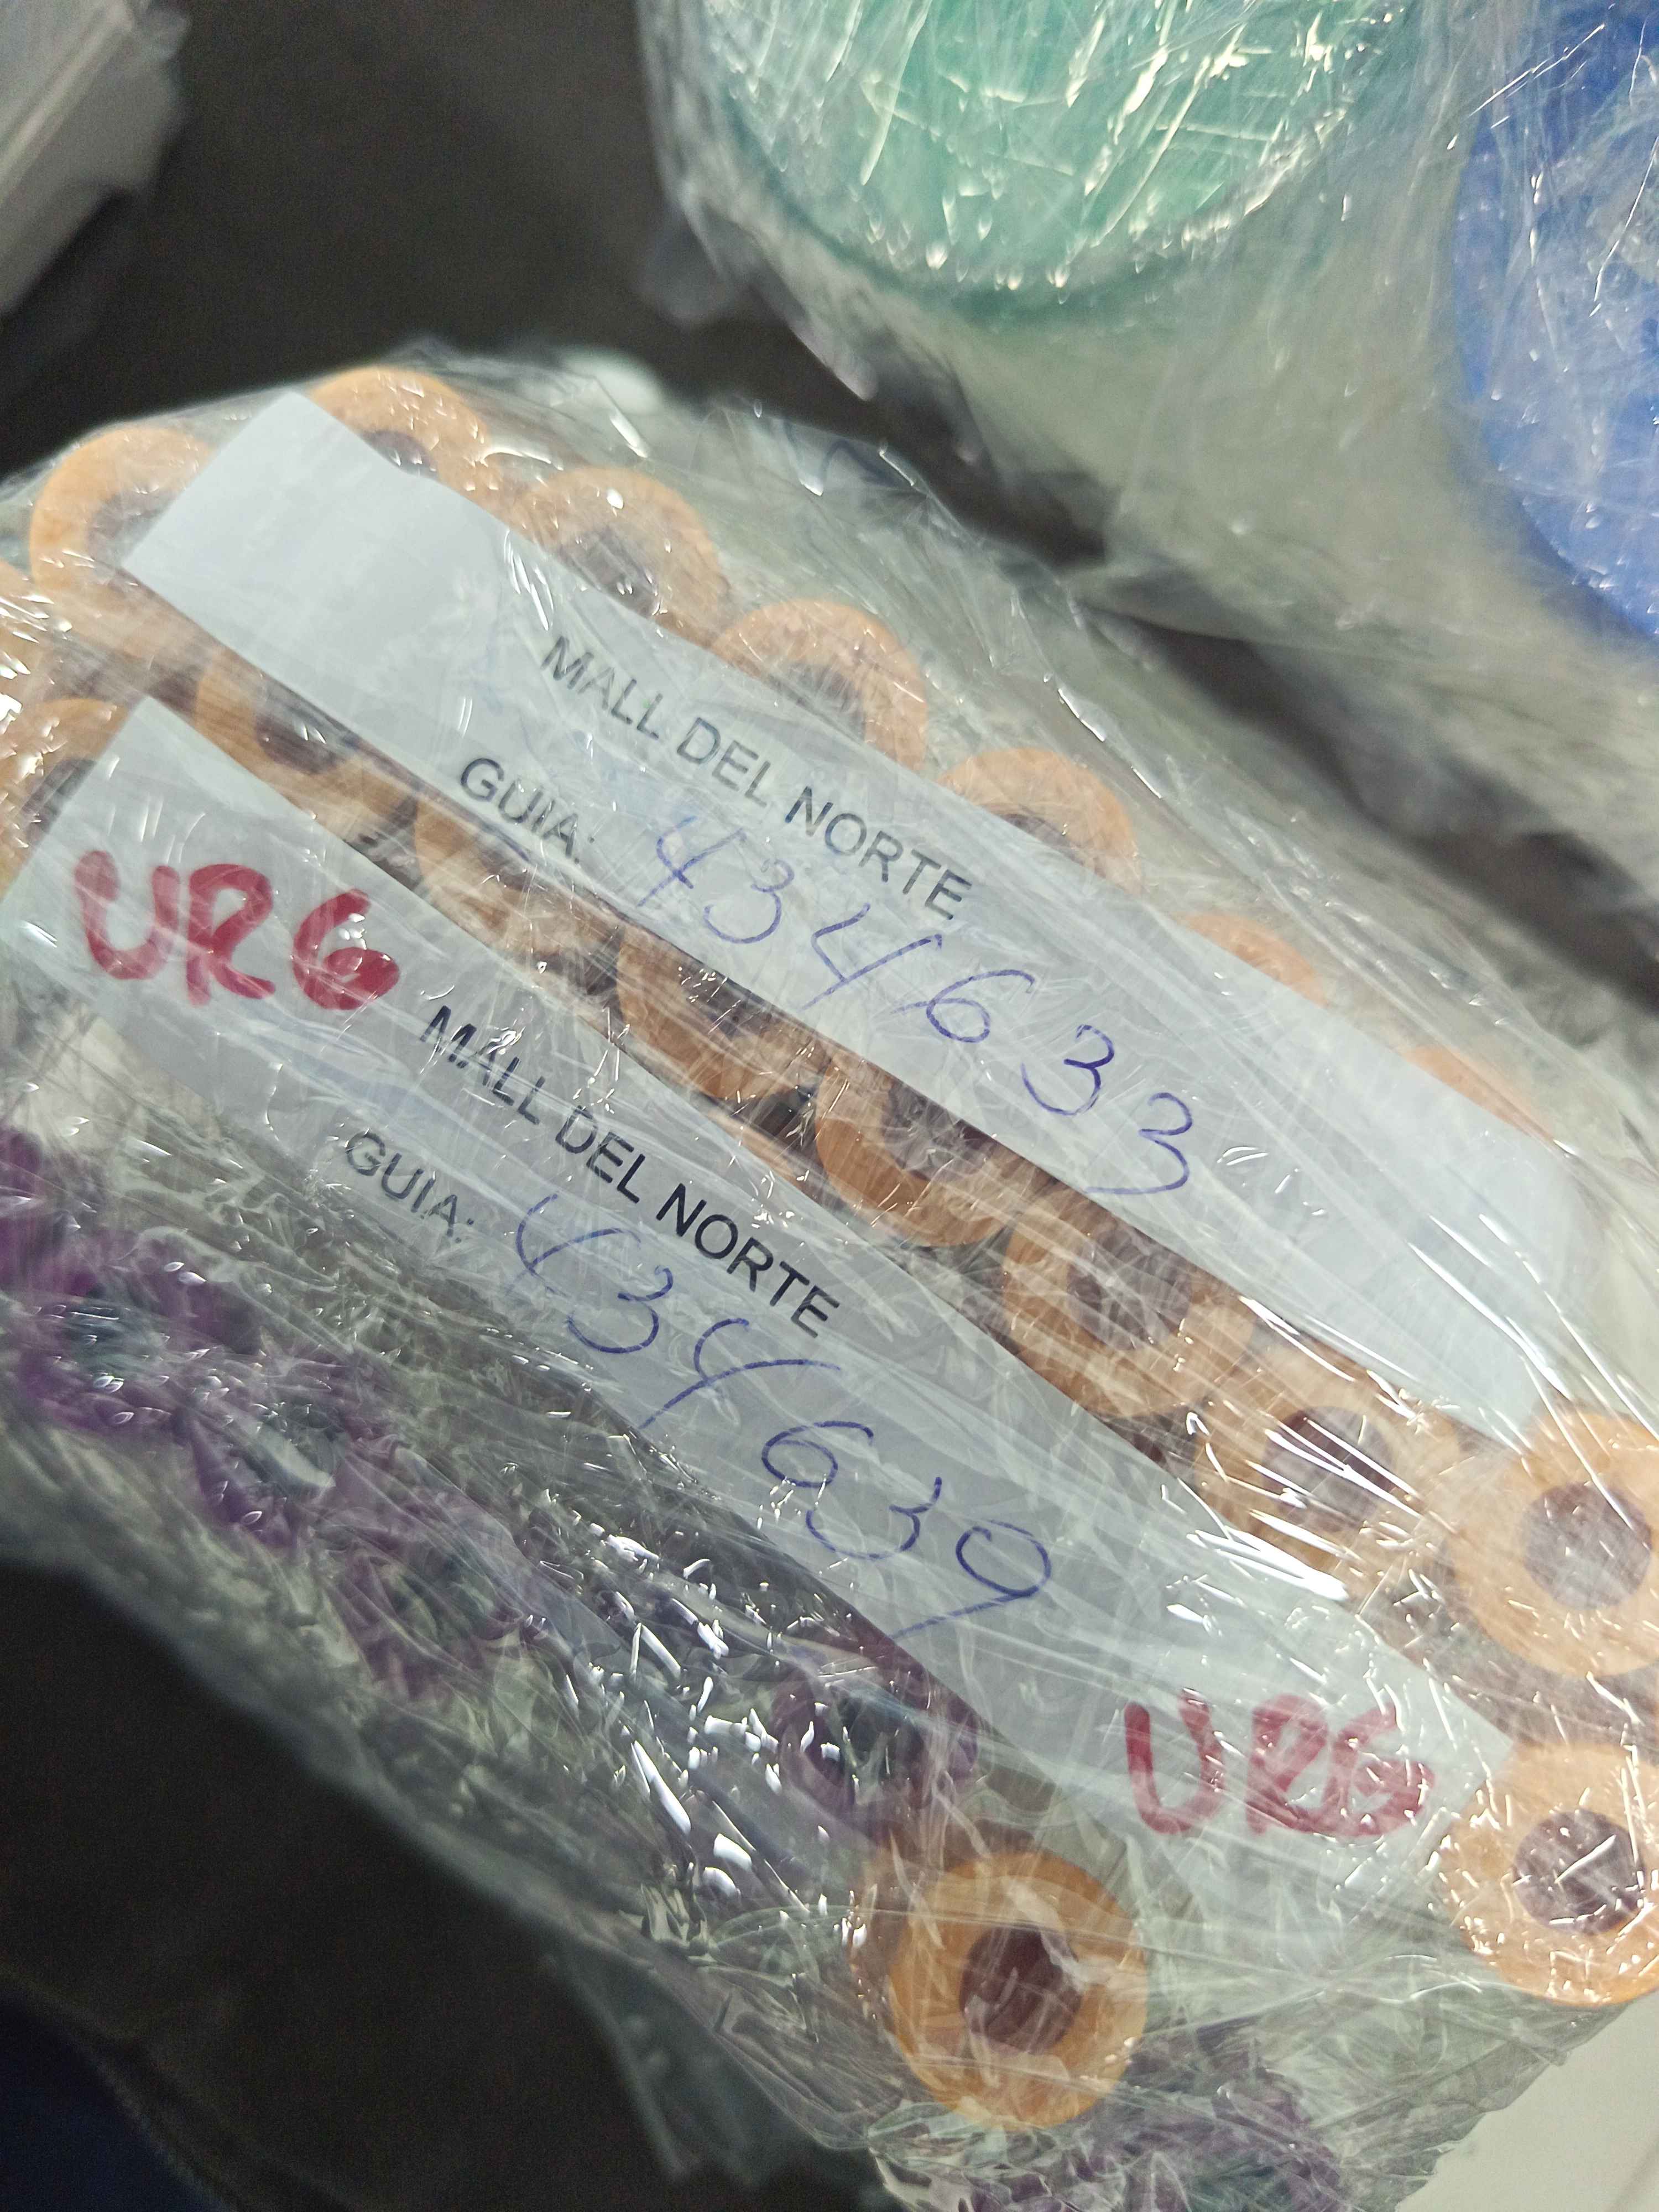 MALL DEL NORTE
GUIA: 434633
URG
MALL DEL NORTE
GUIA: 434639
URG